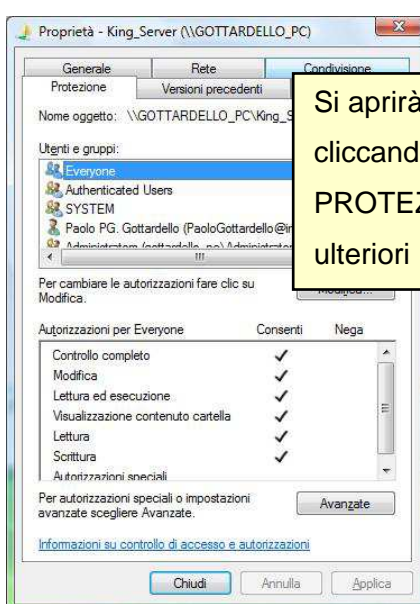 Proprietà - King_Server (\\GOTTARDELLO_PC)
Generale Rete Condivisione
Protezione Versioni precedenti
Nome oggetto: \\GOTTARDELLO_PC\King_S
Utenti e gruppi:
Everyone
Authenticated Users
SYSTEM
Paolo PG. Gottardello (PaoloGottardello@in
Si aprirà
cliccand
PROTEZ
ulteriori
Per cambiare le autorizzazioni fare clic su
Modifica.
Modifica...
Autorizzazioni per Everyone Consenti Nega
Controllo completo
Modifica
Lettura ed esecuzione
Visualizzazione contenuto cartella
Lettura
Scrittura
Autorizzazioni speciali
Per autorizzazioni speciali o impostazioni
avanzate scegliere Avanzate.
Avanzate
Informazioni su controllo di accesso e autorizzazioni
Chiudi Annulla Applica